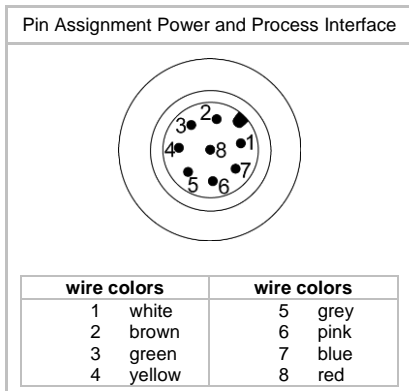 Pin Assignment Power and Process Interface
2
3
1
4
8
7
5
6
wire colors wire colors
1 white 5 grey
2 brown 6 pink
3 green 7 blue
4 yellow 8 red